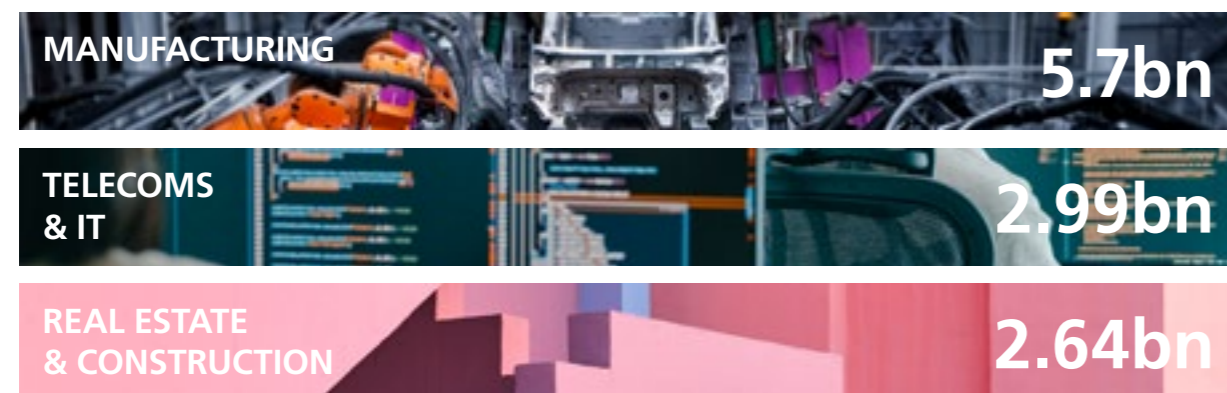 MANUFACTURING
5.7bn
TELECOMS
& IT
2.99bn
REAL ESTATE
& CONSTRUCTION
2.64bn